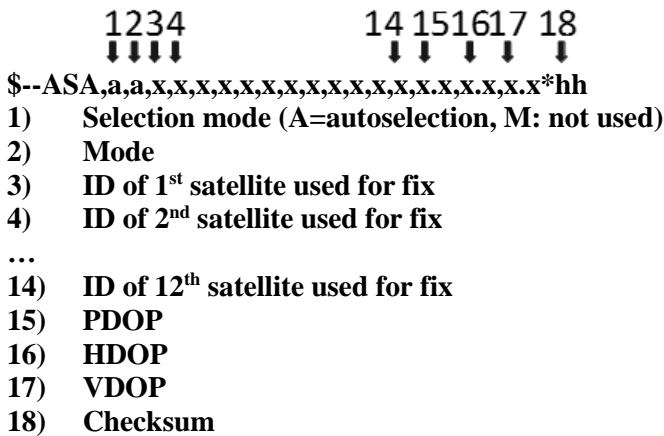 1234 14 15 16 17 18
$--ASA,a,a,x,x,x,x,x,x,x,x,x,x,x,x,x.x,x.x,x.x*hh
1) Selection mode (A=autoselection, M: not used)
2) Mode
3) ID of 1st satellite used for fix
4) ID of 2nd satellite used for fix
…
14) ID of 12th satellite used for fix
15) PDOP
16) HDOP
17) VDOP
18) Checksum